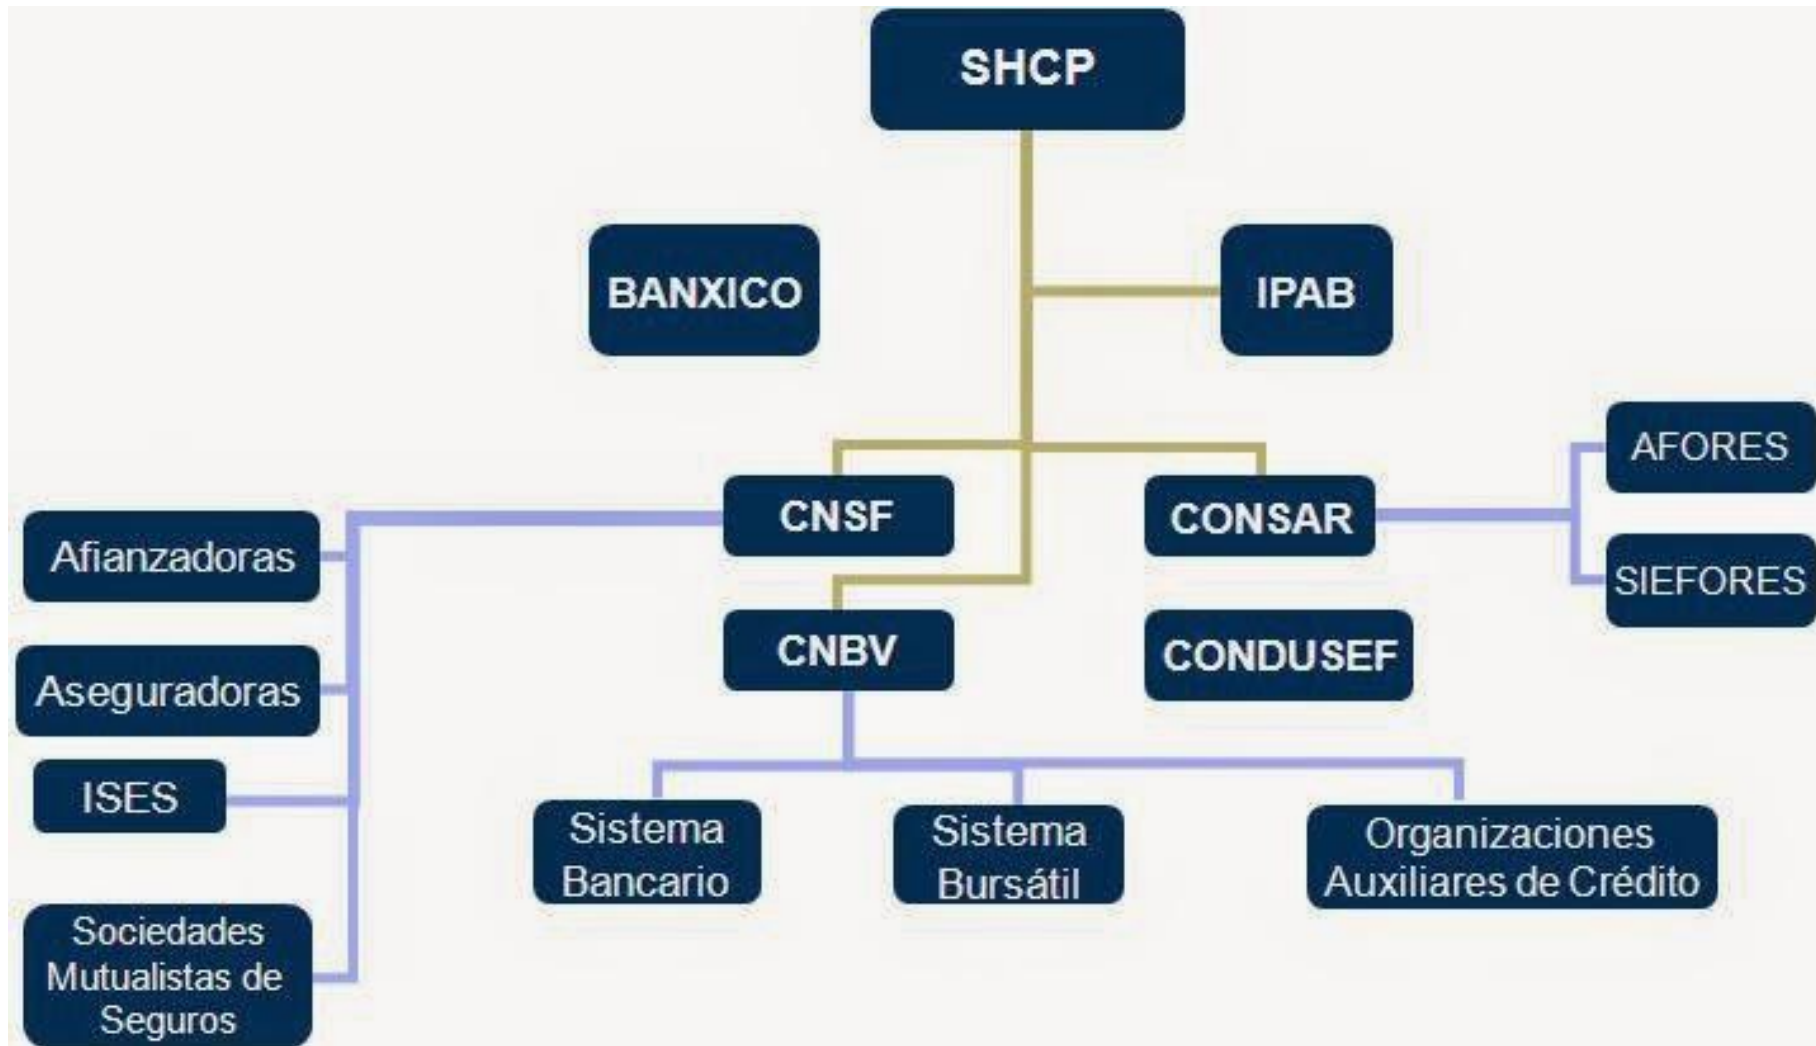 SHCP
BANXICO
IPAB
AFORES
CNSF
CONSAR
Afianzadoras
SIEFORES
CNBV
CONDUSEF
Aseguradoras
ISES
Sistema
Bancario
Sistema
Bursátil
Organizaciones
Auxiliares de Crédito
Sociedades
Mutualistas de
Seguros